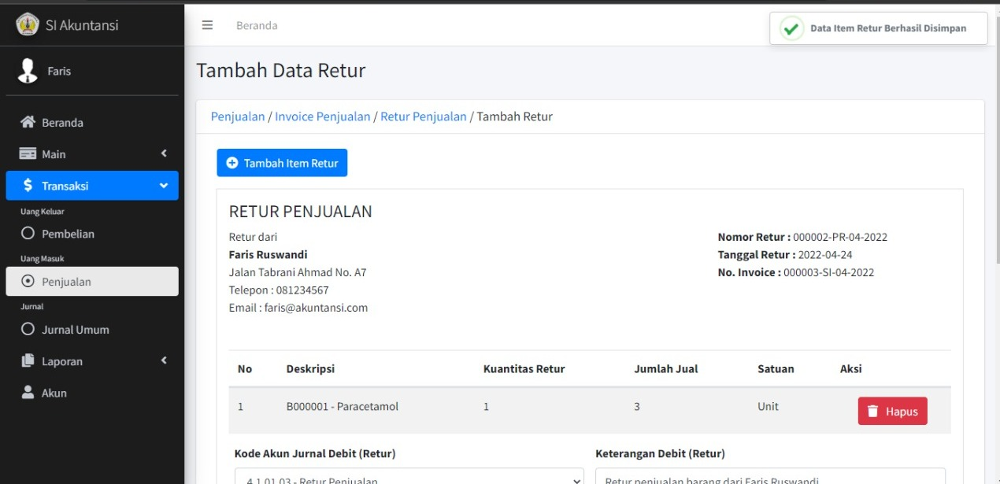 SI Akuntansi
Beranda
Data Item Retur Berhasil Disimpan
Faris
Beranda
Main
Transaksi
Uang Keluar
Pembelian
Uang Masuk
Penjualan
Jurnal
Jurnal Umum
Laporan
Akun
Tambah Data Retur
Penjualan / Invoice Penjualan / Retur Penjualan / Tambah Retur
Tambah Item Retur
RETUR PENJUALAN
Retur dari
Faris Ruswandi
Jalan Tabrani Ahmad No. A7
Telepon : 081234567
Email : faris@akuntansi.com
Nomor Retur : 000002-PR-04-2022
Tanggal Retur : 2022-04-24
No. Invoice : 000003-SI-04-2022
No Deskripsi Kuantitas Retur Jumlah Jual Satuan Aksi
1 B000001 - Paracetamol 1 3 Unit Hapus
Kode Akun Jurnal Debit (Retur) Keterangan Debit (Retur)
4.1.01.03 - Retur Penjualan Retur penjualan barang dari Faris Ruswandi